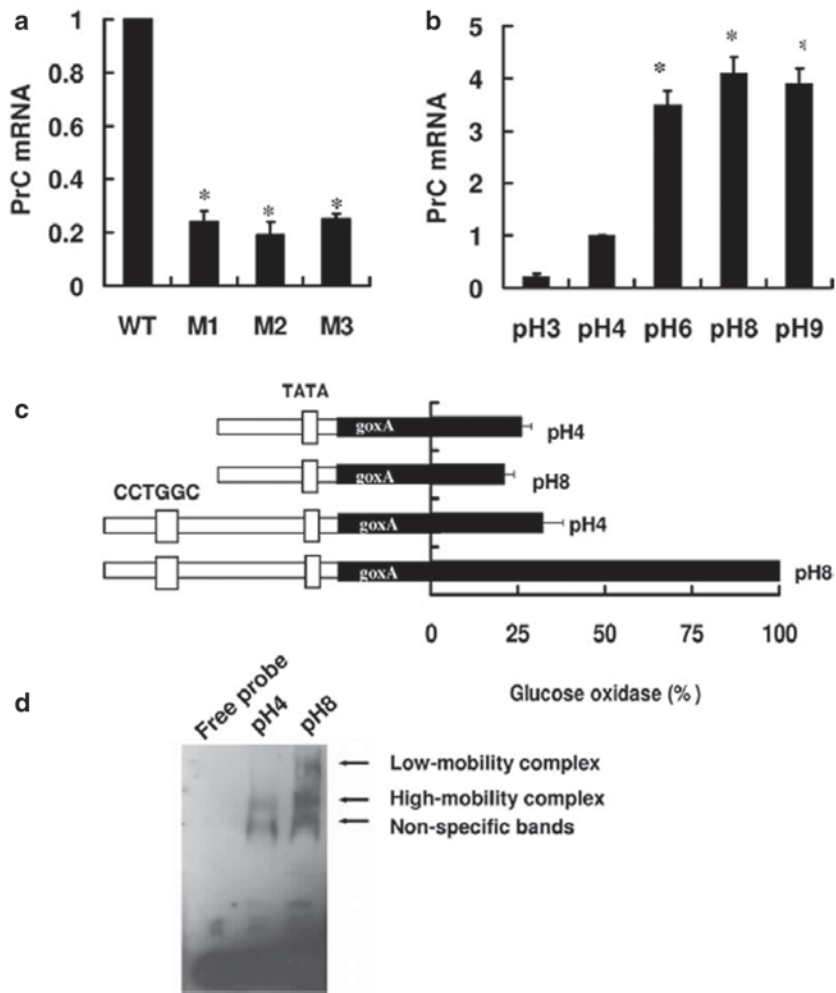 a
1
0.8
0.6
0.4
0.2
0
PrC mRNA
*
*
*
WT M1 M2 M3
b
5
4
3
2
1
0
PrC mRNA
*
*
*
pH3 pH4 pH6 pH8 pH9
c
TATA
goxA pH4
goxA pH8
CCTGGC
goxA pH4
goxA pH8
0 25 50 75 100
Glucose oxidase (%)
d
Free probe
pH4
pH8
Low-mobility complex
High-mobility complex
Non-specific bands